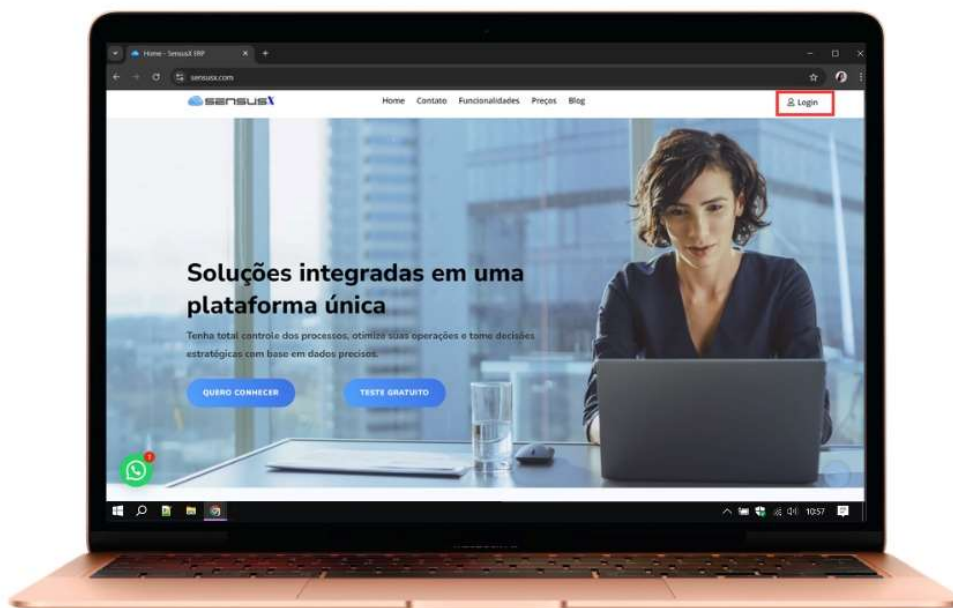 Home - SensusX ERP
sensusx.com
SENSUSX
Home Contato Funcionalidades Preços Blog
Login
Soluções integradas em uma
plataforma única
Tenha total controle dos processos, otimize suas operações e tome decisões
estratégicas com base em dados precisos.
QUERO CONHECER
TESTE GRATUITO
10:57